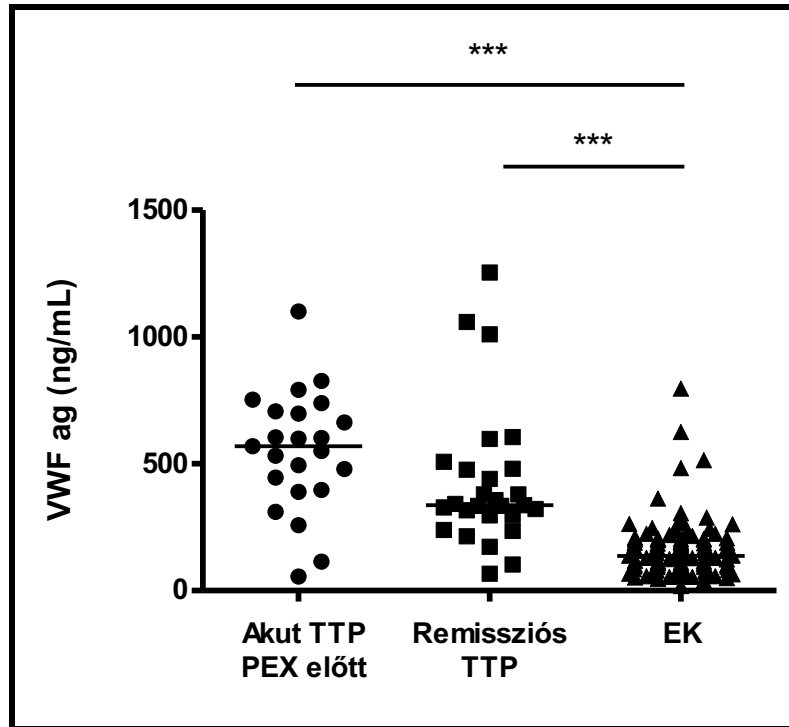 ***
***
VWF ag (ng/mL)
1500
1000
500
0
Akut TTP
PEX előtt
Remissziós
TTP
EK